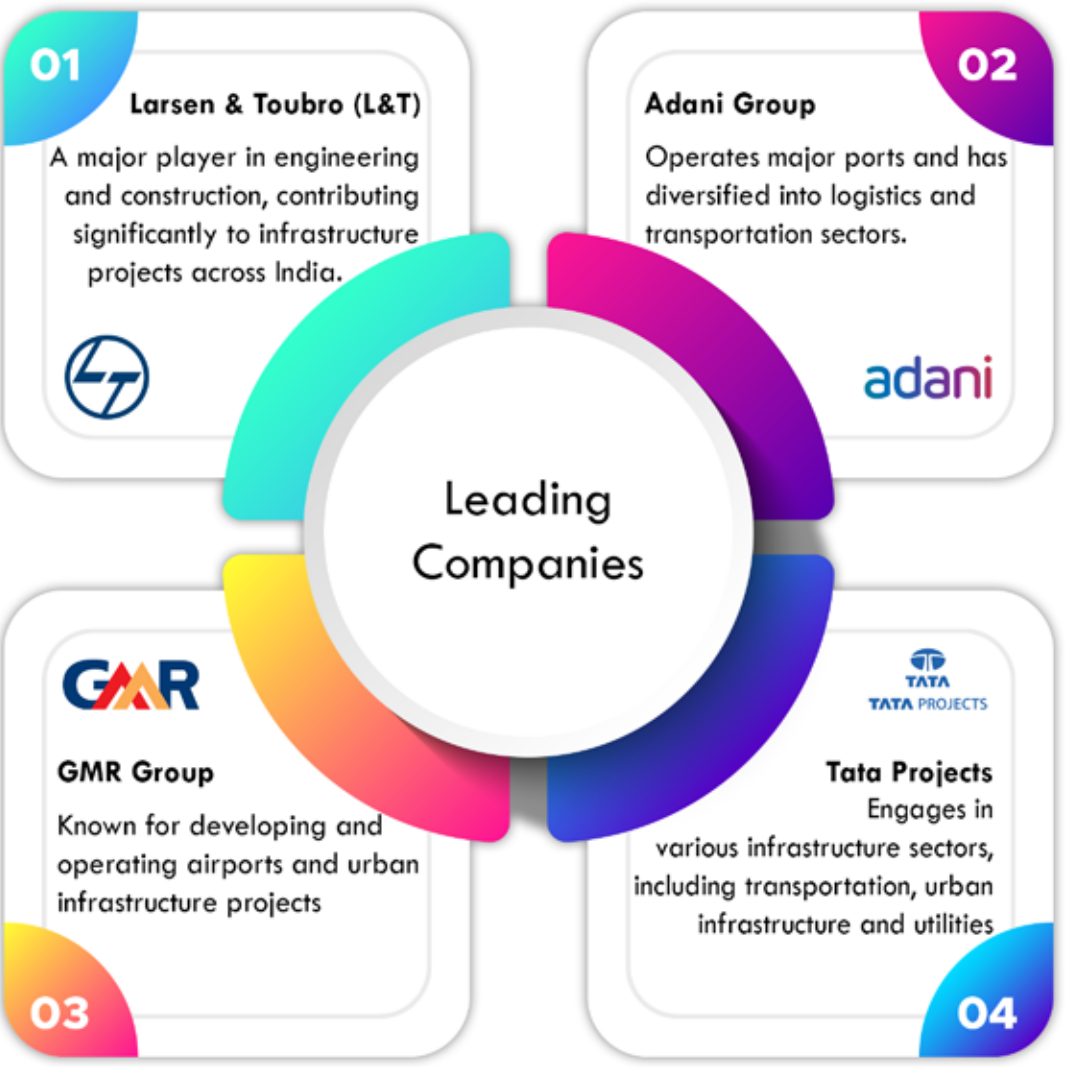 01
Larsen & Toubro (L&T)
A major player in engineering
and construction, contributing
significantly to infrastructure
projects across India.
LT
02
Adani Group
Operates major ports and has
diversified into logistics and
transportation sectors.
adani
Leading
Companies
GMR
GMR Group
Known for developing and
operating airports and urban
infrastructure projects
03
TATA
TATA PROJECTS
Tata Projects
Engages in
various infrastructure sectors,
including transportation, urban
infrastructure and utilities
04